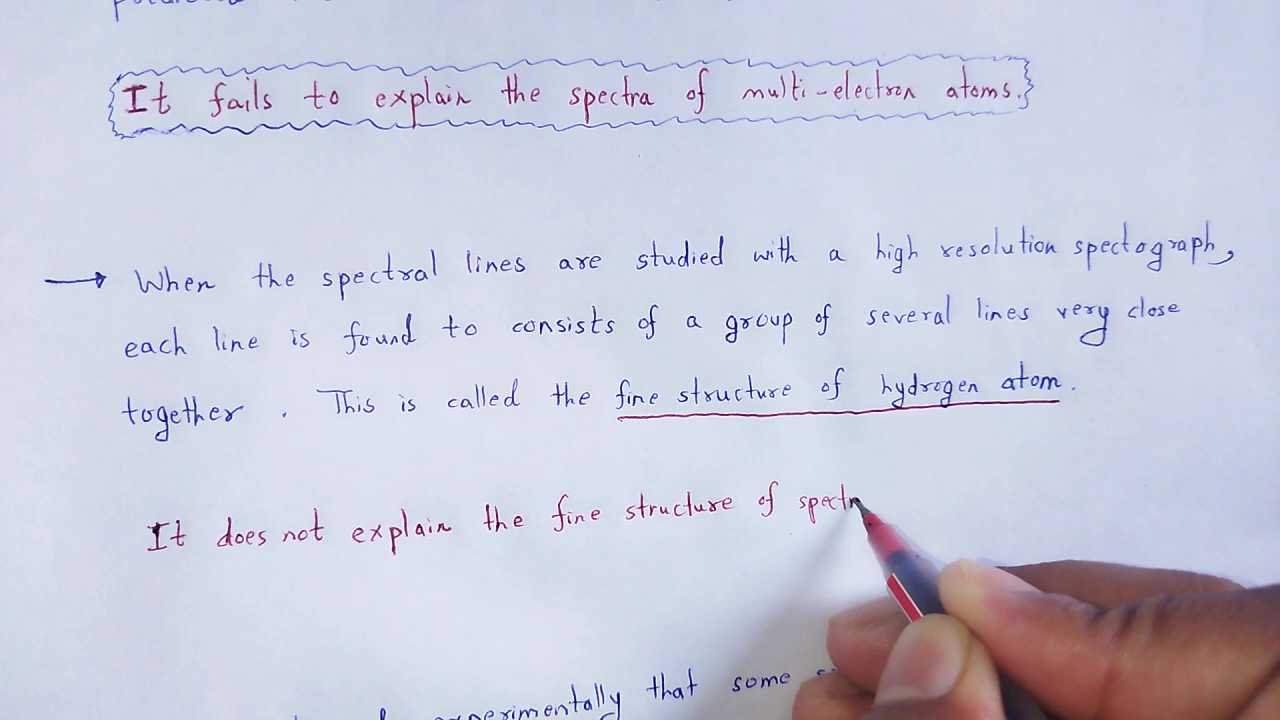 It fails to explain the spectra of multi-electron atoms.
→ When the spectral lines are studied with a high resolution spectograph,
each line is found to consists of a group of several lines very close
together . This is called the fine structure of hydrogen atom.
It does not explain the fine structure of spectr
that some